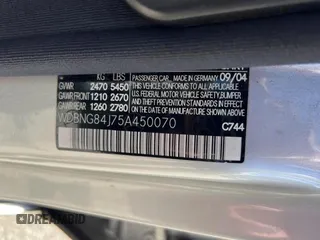 KG LBS
GVWR 2470 5450
GAWR FRONT 1210 2670
GAWR REAR 1260 2780
PASSENGER CAR MADE IN GERMANY 09/04
THIS VEHICLE CONFORMS TO ALL APPLICABLE
U.S. FEDERAL MOTOR VEHICLE
SAFETY, BUMPER AND THEFT PREVENTION
STANDARDS IN EFFECT ON THE DATE
OF MANUFACTURE SHOWN ABOVE
WDBNG84J75A450070
C744
© DRIVEAUTO